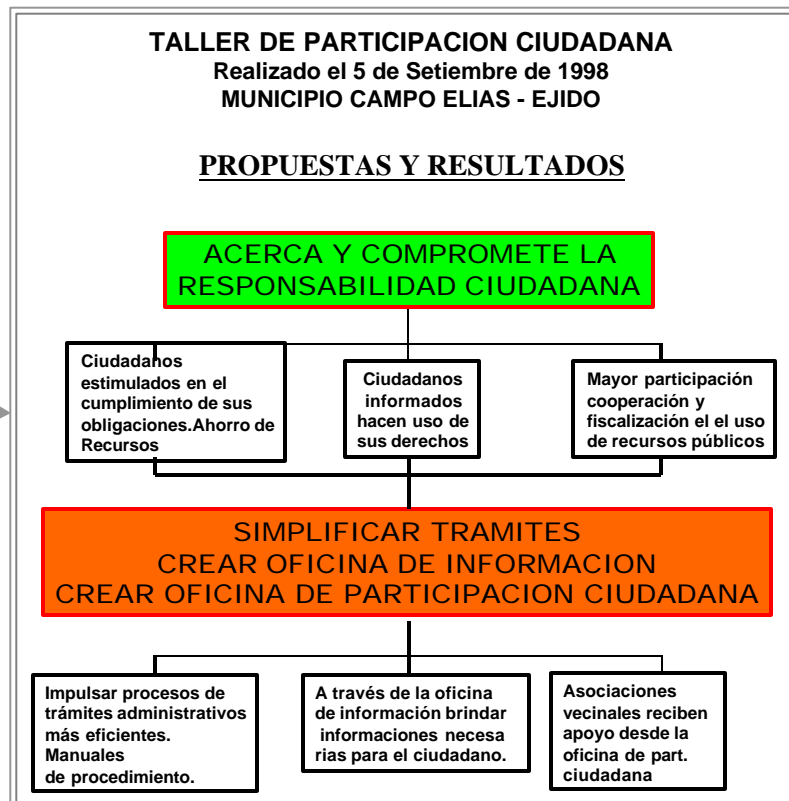 TALLER DE PARTICIPACION CIUDADANA
Realizado el 5 de Setiembre de 1998
MUNICIPIO CAMPO ELIAS - EJIDO
PROPUESTAS Y RESULTADOS
ACERCA Y COMPROMETE LA
RESPONSABILIDAD CIUDADANA
Ciudadanos
estimulados en el
cumplimiento de sus
obligaciones.Ahorro de
Recursos
Ciudadanos
informados
hacen uso de
sus derechos
Mayor participación
cooperación y
fiscalización el el uso
de recursos públicos
SIMPLIFICAR TRAMITES
CREAR OFICINA DE INFORMACION
CREAR OFICINA DE PARTICIPACION CIUDADANA
Impulsar procesos de
trámites administrativos
más eficientes.
Manuales
de procedimiento.
A través de la oficina
de información brindar
informaciones necesa
rias para el ciudadano.
Asociaciones
vecinales reciben
apoyo desde la
oficina de part.
ciudadana